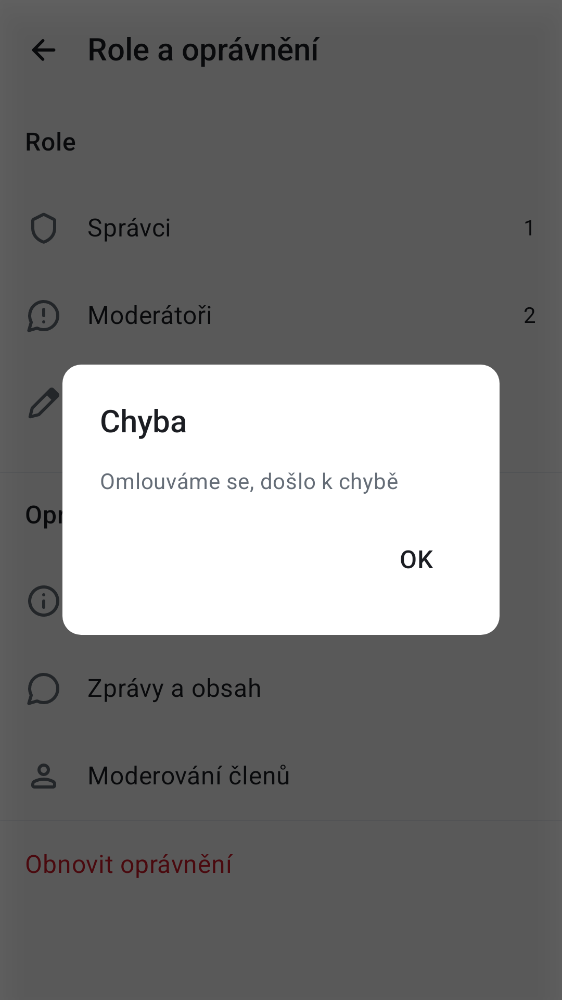 Role a oprávnění
Role
Správci 1
Moderátoři 2
Chyba
Omlouváme se, došlo k chybě
OK
Zprávy a obsah
Moderování členů
Obnovit oprávnění